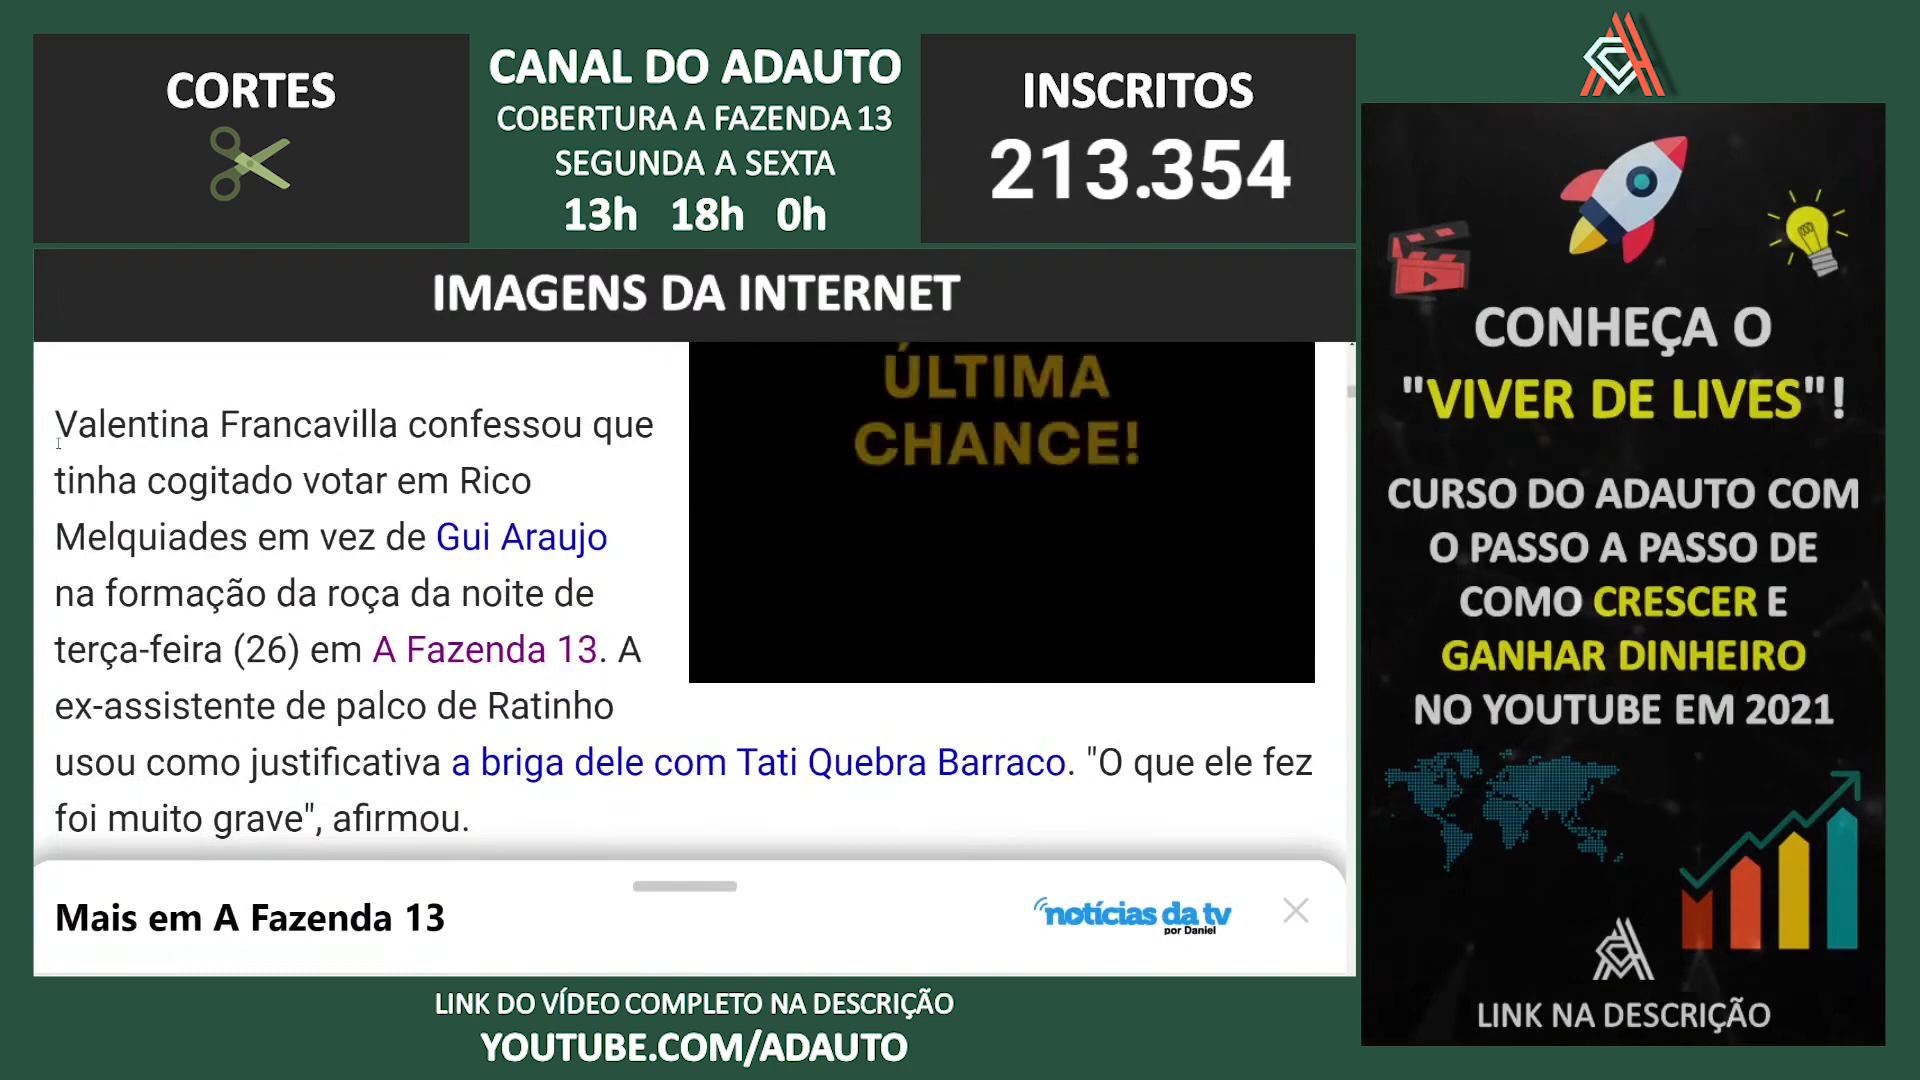 CORTES
CANAL DO ADAUTO
COBERTURA A FAZENDA 13
SEGUNDA A SEXTA
13h 18h 0h
INSCRITOS
213.354
IMAGENS DA INTERNET
ÚLTIMA
CHANCE!
Valentina Francavilla confessou que
tinha cogitado votar em Rico
Melquiades em vez de Gui Araujo
na formação da roça da noite de
terça-feira (26) em A Fazenda 13. A
ex-assistente de palco de Ratinho
usou como justificativa a briga dele com Tati Quebra Barraco. "O que ele fez
foi muito grave", afirmou.
Mais em A Fazenda 13
notícias da tv
por Daniel
LINK DO VÍDEO COMPLETO NA DESCRIÇÃO
YOUTUBE.COM/ADAUTO
CONHEÇA O
"VIVER DE LIVES"!
CURSO DO ADAUTO COM
O PASSO A PASSO DE
COMO CRESCER E
GANHAR DINHEIRO
NO YOUTUBE EM 2021
LINK NA DESCRIÇÃO